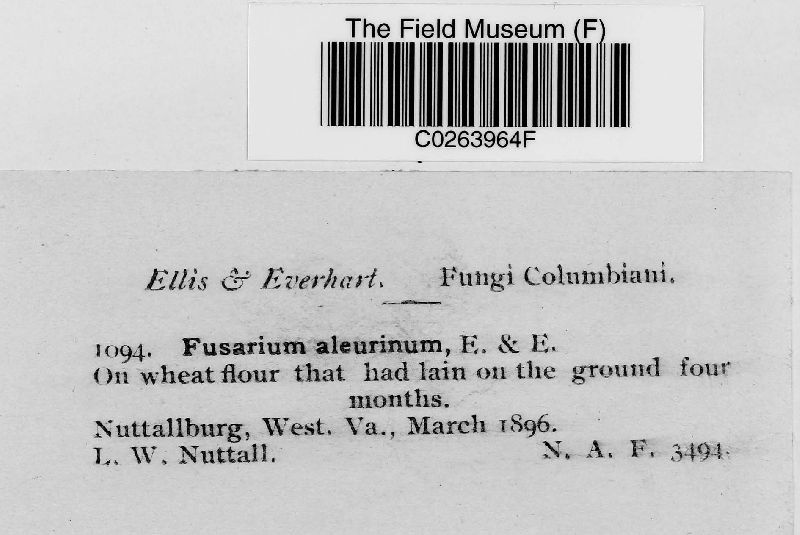 The Field Museum (F)
C0263964F
Ellis & Everhart. Fungi Columbiani.
1094. Fusarium aleurinum, E. & E.
On wheat flour that had lain on the ground four
months.
Nuttallburg, West. Va., March 1896.
L. W. Nuttall. N. A. F. 3494.